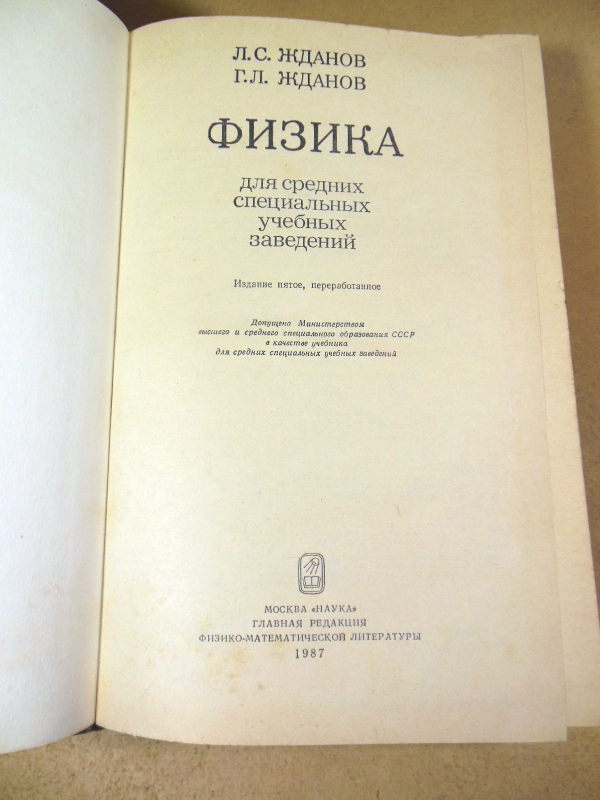 Л.С. ЖДАНОВ
Г.Л. ЖДАНОВ
ФИЗИКА
для средних
специальных
учебных
заведений
Издание пятое, переработанное
Допущено Министерством
высшего и среднего специального образования СССР
в качестве учебника
для средних специальных учебных заведений
МОСКВА «НАУКА»
ГЛАВНАЯ РЕДАКЦИЯ
ФИЗИКО-МАТЕМАТИЧЕСКОЙ ЛИТЕРАТУРЫ
1987